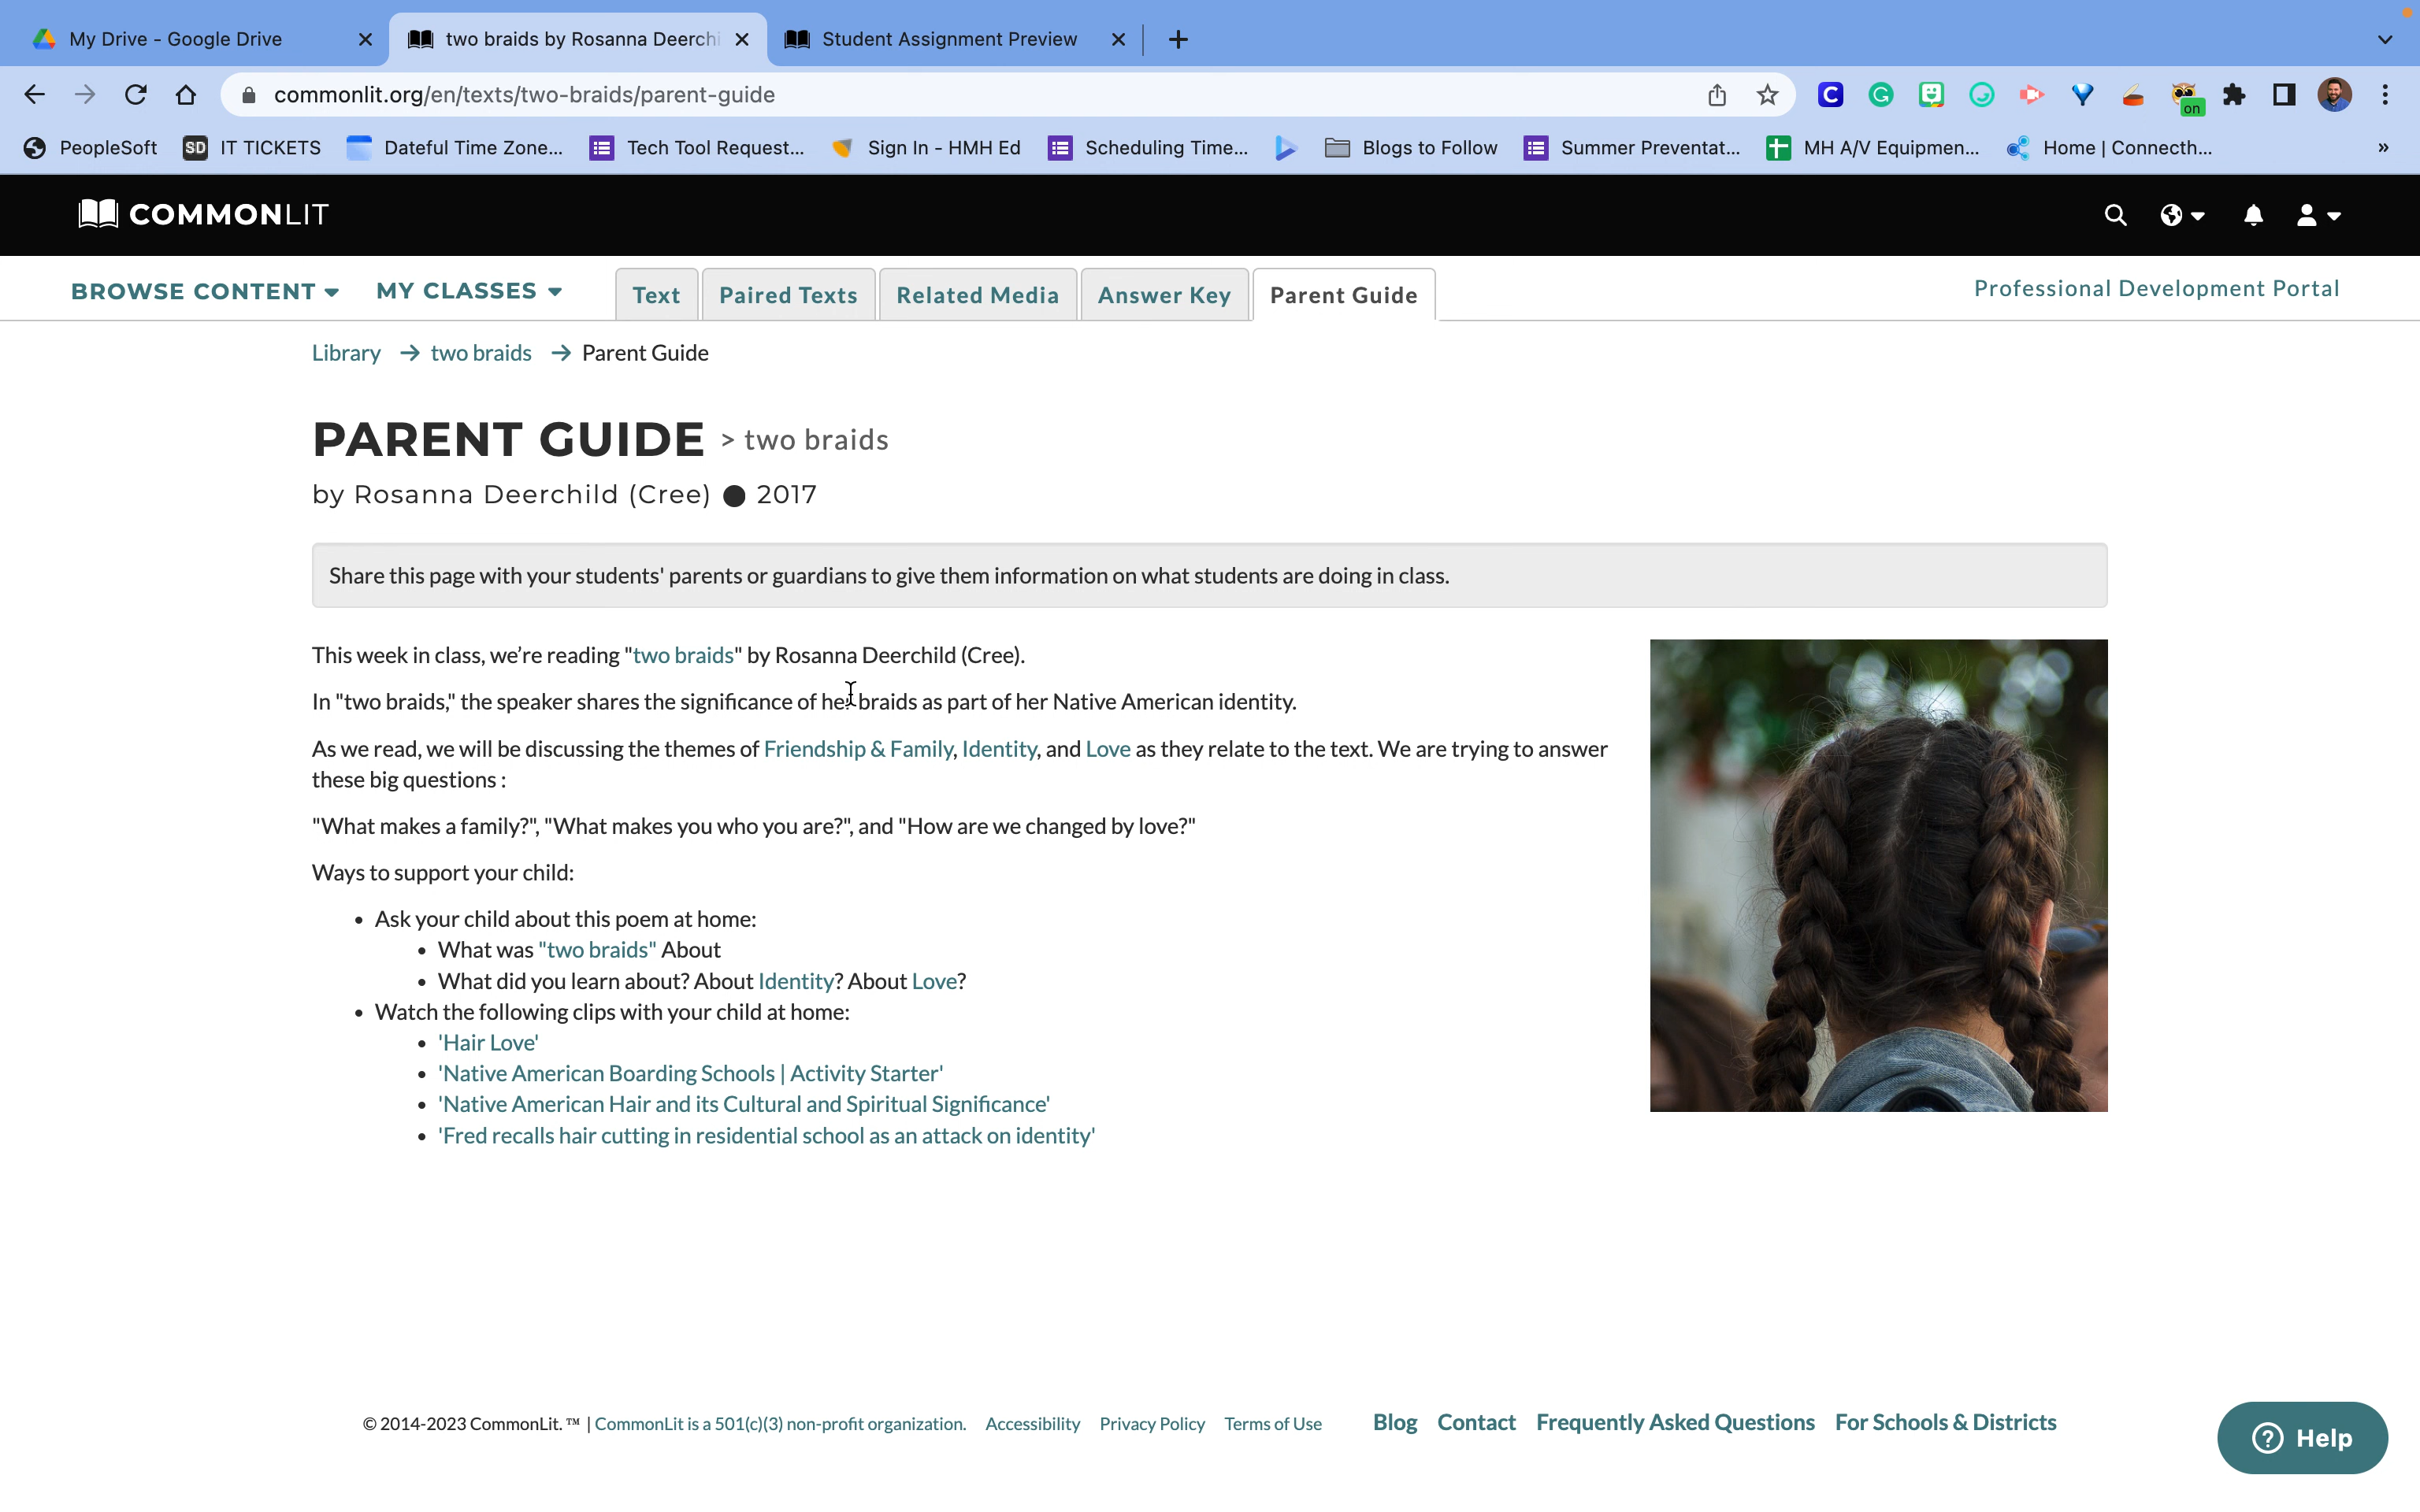 My Drive - Google Drive
two braids by Rosanna Deerchi
Student Assignment Preview
commonlit.org/en/texts/two-braids/parent-guide
on
PeopleSoft
SD IT TICKETS
Dateful Time Zone...
Tech Tool Request...
Sign In - HMH Ed
Scheduling Time...
Blogs to Follow
Summer Preventat...
MH A/V Equipmen...
Home | Connecth...
»
COMMONLIT
BROWSE CONTENT
MY CLASSES
Text
Paired Texts
Related Media
Answer Key
Parent Guide
Professional Development Portal
Library → two braids → Parent Guide
PARENT GUIDE > two braids
by Rosanna Deerchild (Cree) ● 2017
Share this page with your students' parents or guardians to give them information on what students are doing in class.
This week in class, we’re reading "two braids" by Rosanna Deerchild (Cree).
In "two braids," the speaker shares the significance of her braids as part of her Native American identity.
As we read, we will be discussing the themes of Friendship & Family, Identity, and Love as they relate to the text. We are trying to answer
these big questions :
"What makes a family?", "What makes you who you are?", and "How are we changed by love?"
Ways to support your child:
• Ask your child about this poem at home:
• What was "two braids" About
• What did you learn about? About Identity? About Love?
• Watch the following clips with your child at home:
• 'Hair Love'
• 'Native American Boarding Schools | Activity Starter'
• 'Native American Hair and its Cultural and Spiritual Significance'
• 'Fred recalls hair cutting in residential school as an attack on identity'
© 2014-2023 CommonLit. ™ | CommonLit is a 501(c)(3) non-profit organization. Accessibility Privacy Policy Terms of Use
Blog Contact Frequently Asked Questions For Schools & Districts
? Help